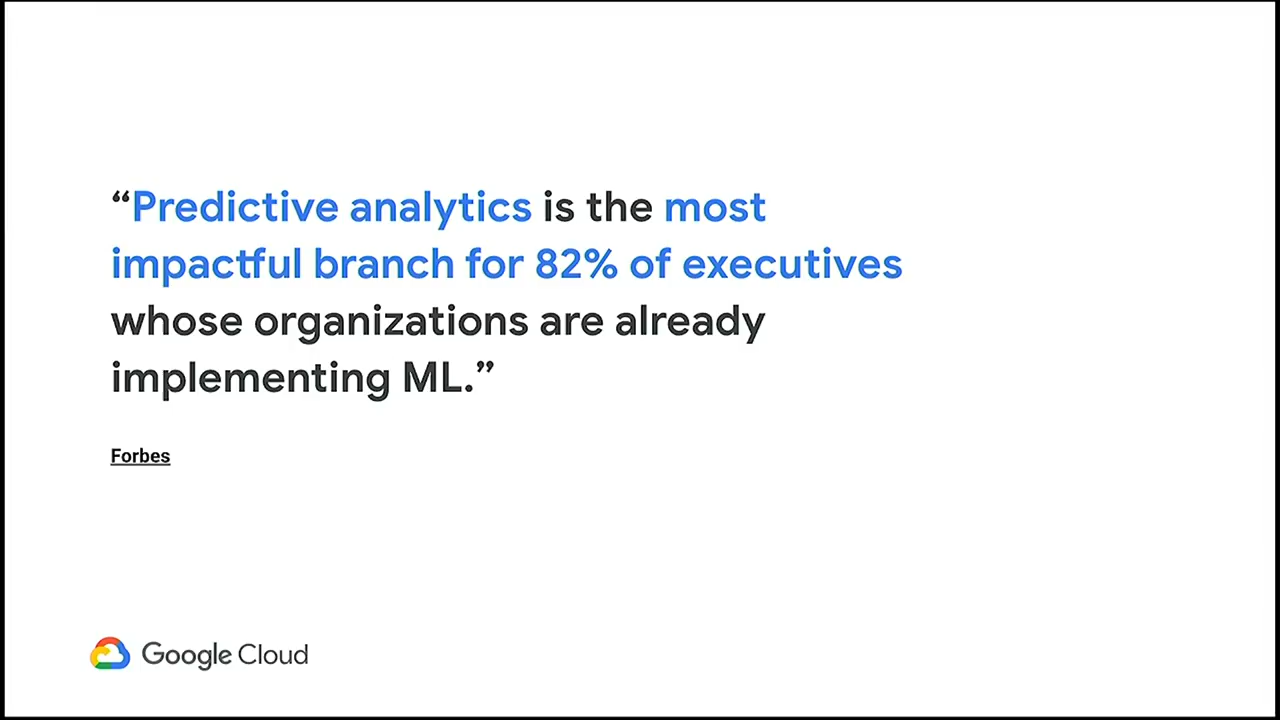 “Predictive analytics is the most
impactful branch for 82% of executives
whose organizations are already
implementing ML.”
Forbes
Google Cloud